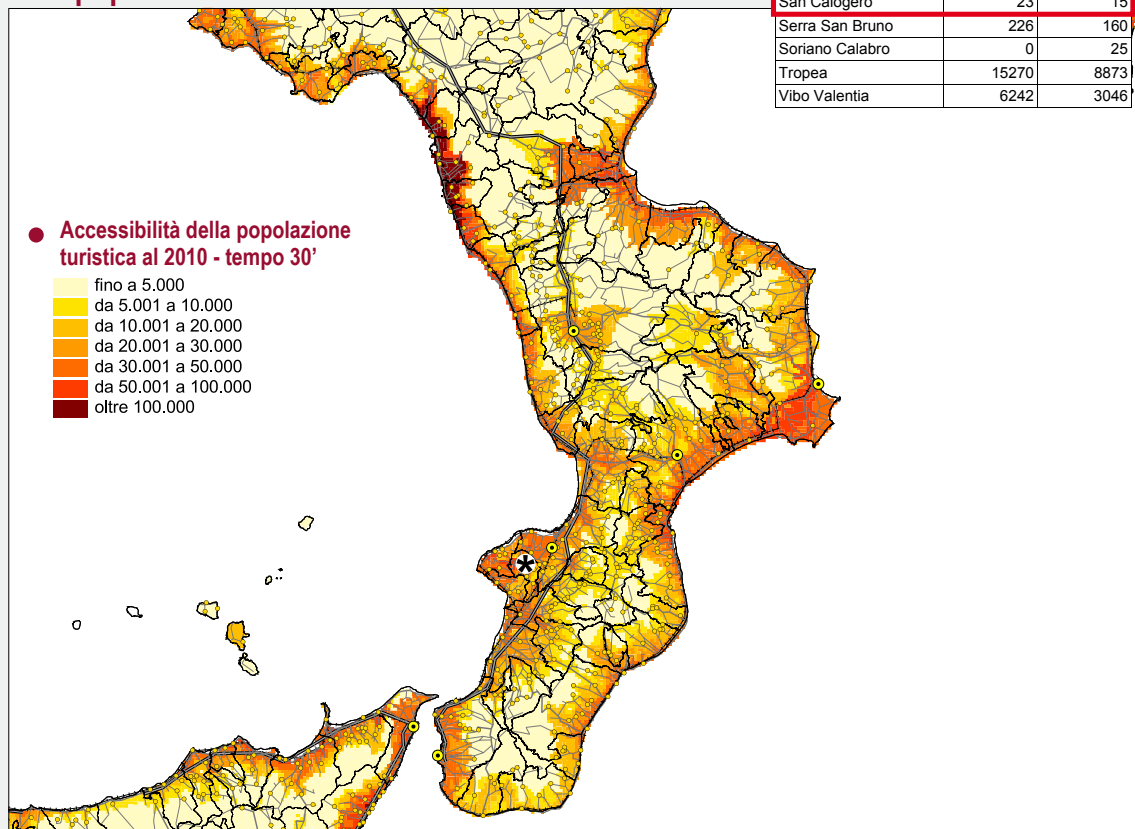 San Calogero 23 15
Serra San Bruno 226 160
Soriano Calabro 0 25
Tropea 15270 8873
Vibo Valentia 6242 3046
Accessibilità della popolazione
turistica al 2010 - tempo 30’
fino a 5.000
da 5.001 a 10.000
da 10.001 a 20.000
da 20.001 a 30.000
da 30.001 a 50.000
da 50.001 a 100.000
oltre 100.000
*